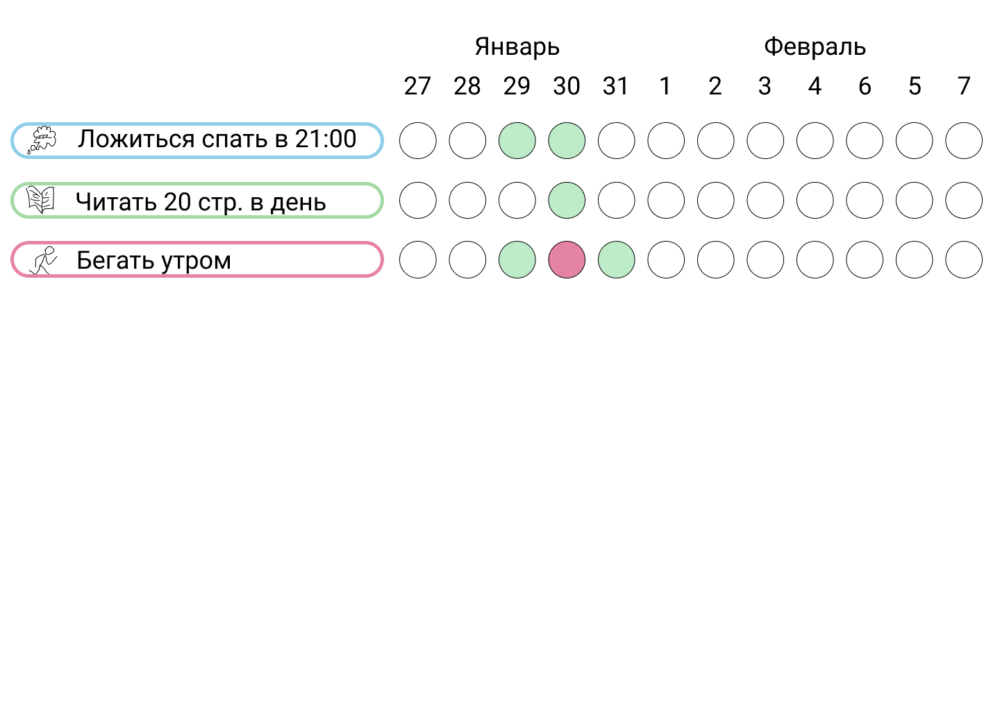 Январь Февраль
27 28 29 30 31 1 2 3 4 6 5 7
zzz... Ложиться спать в 21:00
Читать 20 стр. в день
Бегать утром